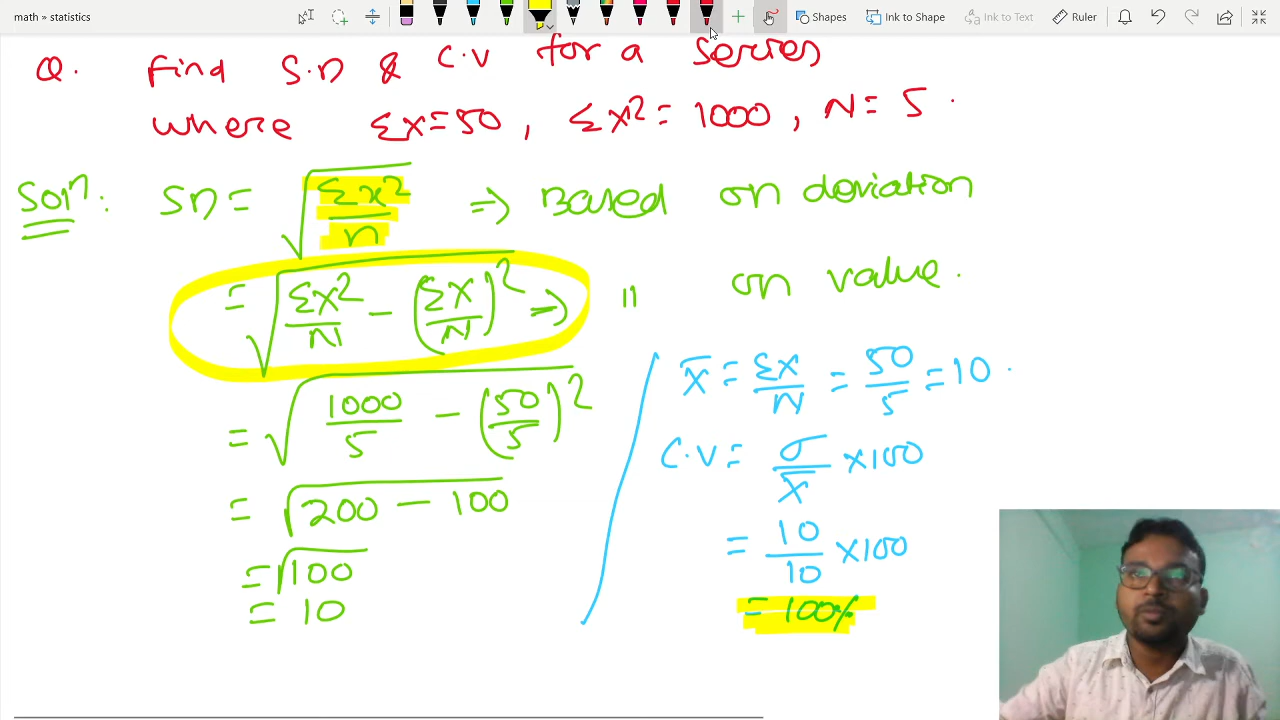 math » statistics
Shapes
Ink to Shape
Ink to Text
Ruler
Q. Find S.D & C.V for a series
where Σx=50, Σx²= 1000, N= 5.
Solⁿ: SD = √(Σx²/n) ⇒ Based on deviation
= √(ΣX²/N − (ΣX/N)²) ⇒ " on value.
= √(1000/5 − (50/5)²)
= √(200 − 100)
= √100
= 10
X̄ = ΣX/N = 50/5 = 10.
C.V = σ/X̄ ×100
= 10/10 ×100
= 100%